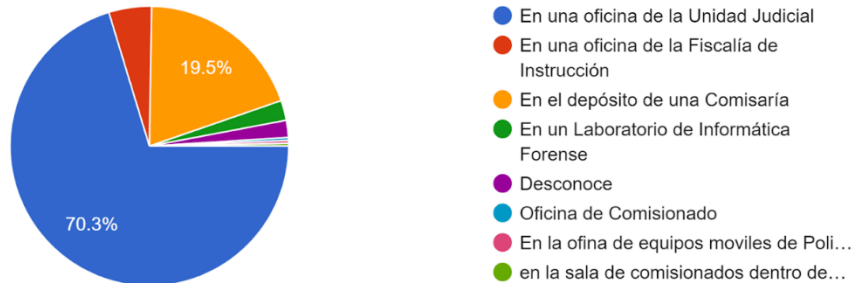 19.5%
70.3%
En una oficina de la Unidad Judicial
En una oficina de la Fiscalía de
Instrucción
En el depósito de una Comisaría
En un Laboratorio de Informática
Forense
Desconoce
Oficina de Comisionado
En la ofina de equipos moviles de Poli…
en la sala de comisionados dentro de…